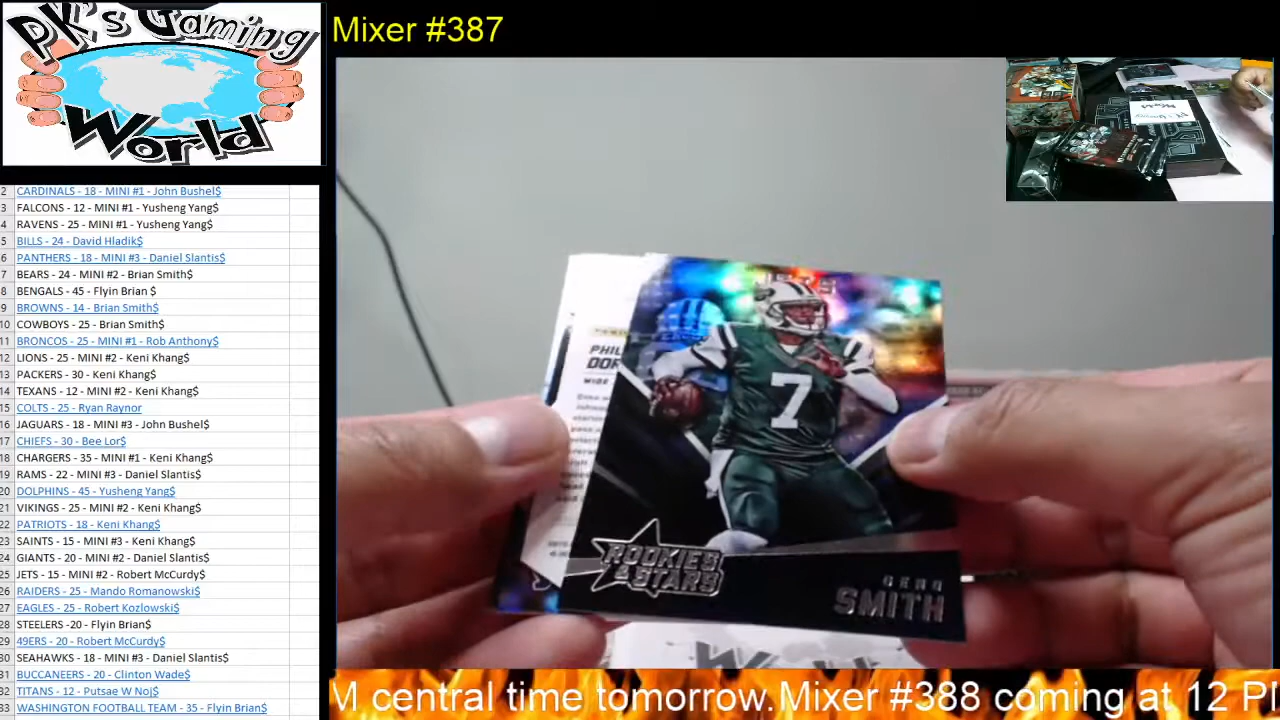 PK's Gaming
World
Mixer #387
2 CARDINALS - 18 - MINI #1 - John Bushel$
3 FALCONS - 12 - MINI #1 - Yusheng Yang$
4 RAVENS - 25 - MINI #1 - Yusheng Yang$
5 BILLS - 24 - David Hladik$
6 PANTHERS - 18 - MINI #3 - Daniel Slantis$
7 BEARS - 24 - MINI #2 - Brian Smith$
8 BENGALS - 45 - Flyin Brian $
9 BROWNS - 14 - Brian Smith$
10 COWBOYS - 25 - Brian Smith$
11 BRONCOS - 25 - MINI #1 - Rob Anthony$
12 LIONS - 25 - MINI #2 - Keni Khang$
13 PACKERS - 30 - Keni Khang$
14 TEXANS - 12 - MINI #2 - Keni Khang$
15 COLTS - 25 - Ryan Raynor
16 JAGUARS - 18 - MINI #3 - John Bushel$
17 CHIEFS - 30 - Bee Lor$
18 CHARGERS - 35 - MINI #1 - Keni Khang$
19 RAMS - 22 - MINI #3 - Daniel Slantis$
20 DOLPHINS - 45 - Yusheng Yang$
21 VIKINGS - 25 - MINI #2 - Keni Khang$
22 PATRIOTS - 18 - Keni Khang$
23 SAINTS - 15 - MINI #3 - Keni Khang$
24 GIANTS - 20 - MINI #2 - Daniel Slantis$
25 JETS - 15 - MINI #2 - Robert McCurdy$
26 RAIDERS - 25 - Mando Romanowski$
27 EAGLES - 25 - Robert Kozlowski$
28 STEELERS -20 - Flyin Brian$
29 49ERS - 20 - Robert McCurdy$
30 SEAHAWKS - 18 - MINI #3 - Daniel Slantis$
31 BUCCANEERS - 20 - Clinton Wade$
32 TITANS - 12 - Putsae W Noj$
33 WASHINGTON FOOTBALL TEAM - 35 - Flyin Brian$
PHIL
DOR
WIDE
7
ROOKIES
& STARS
GENO
SMITH
World
M central time tomorrow. Mixer #388 coming at 12 P